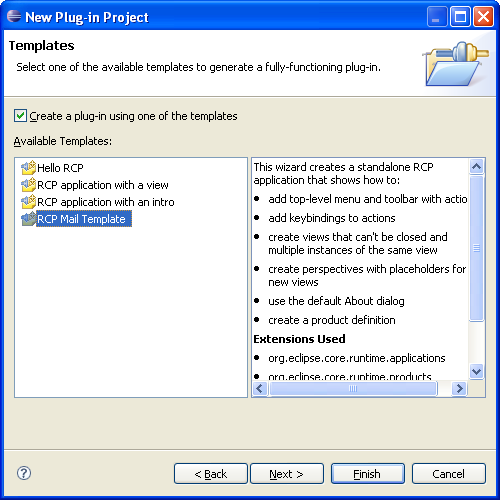 New Plug-in Project
Templates
Select one of the available templates to generate a fully-functioning plug-in.
Create a plug-in using one of the templates
Available Templates:
Hello RCP
RCP application with a view
RCP application with an intro
RCP Mail Template
This wizard creates a standalone RCP
application that shows how to:
• add top-level menu and toolbar with actio
• add keybindings to actions
• create views that can't be closed and
multiple instances of the same view
• create perspectives with placeholders for
new views
• use the default About dialog
• create a product definition
Extensions Used
• org.eclipse.core.runtime.applications
• org.eclipse.core.runtime.products
?
< Back
Next >
Finish
Cancel